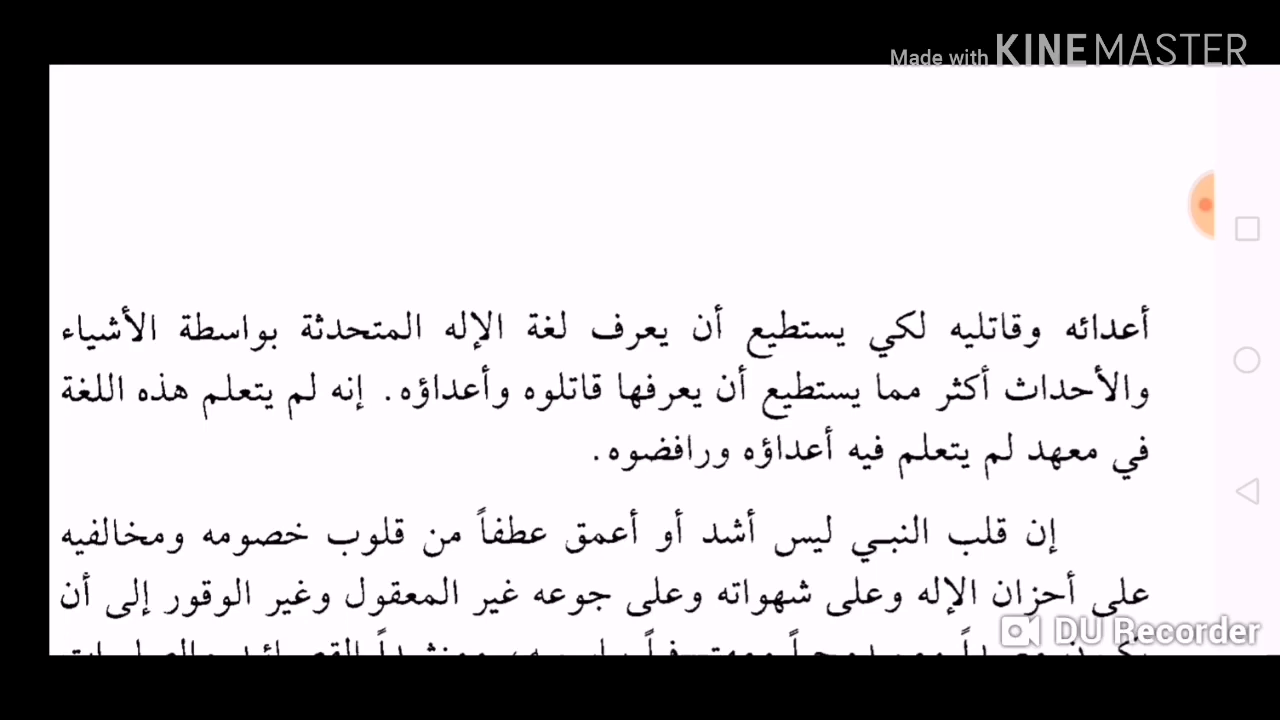 Made with KINEMASTER
أعدائه وقاتليه لكي يستطيع أن يعرف لغة الإله المتحدثة بواسطة الأشياء
والأحداث أكثر مما يستطيع أن يعرفها قاتلوه وأعداؤه. إنه لم يتعلم هذه اللغة
في معهد لم يتعلم فيه أعداؤه ورافضوه.
إن قلب النبي ليس أشد أو أعمق عطفاً من قلوب خصومه ومخالفيه
على أحزان الإله وعلى شهواته وعلى جوعه غير المعقول وغير الوقور إلى أن
DU Recorder